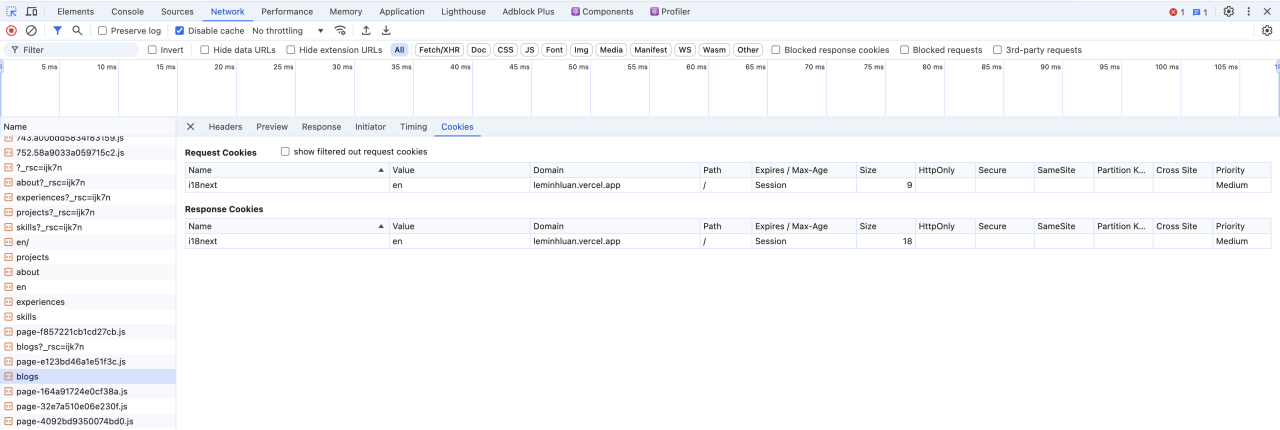 Elements Console Sources Network Performance Memory Application Lighthouse Adblock Plus Components Profiler 1 1
Preserve log Disable cache No throttling
Filter Invert Hide data URLs Hide extension URLs All Fetch/XHR Doc CSS JS Font Img Media Manifest WS Wasm Other Blocked response cookies Blocked requests 3rd-party requests
5 ms 10 ms 15 ms 20 ms 25 ms 30 ms 35 ms 40 ms 45 ms 50 ms 55 ms 60 ms 65 ms 70 ms 75 ms 80 ms 85 ms 90 ms 95 ms 100 ms 105 ms
Name
743.a00bdd5834f83159.js
752.58a9033a059715c2.js
?_rsc=ijk7n
about?_rsc=ijk7n
experiences?_rsc=ijk7n
projects?_rsc=ijk7n
skills?_rsc=ijk7n
en/
projects
about
en
experiences
skills
page-f857221cb1cd27cb.js
blogs?_rsc=ijk7n
page-e123bd46a1e51f3c.js
blogs
page-164a91724e0cf38a.js
page-32e7a510e06e230f.js
page-4092bd9350074bd0.js
Headers Preview Response Initiator Timing Cookies
Request Cookies show filtered out request cookies
Name Value Domain Path Expires / Max-Age Size HttpOnly Secure SameSite Partition K... Cross Site Priority
i18next en leminhluan.vercel.app / Session 9 Medium
Response Cookies
Name Value Domain Path Expires / Max-Age Size HttpOnly Secure SameSite Partition K... Cross Site Priority
i18next en leminhluan.vercel.app / Session 18 Medium